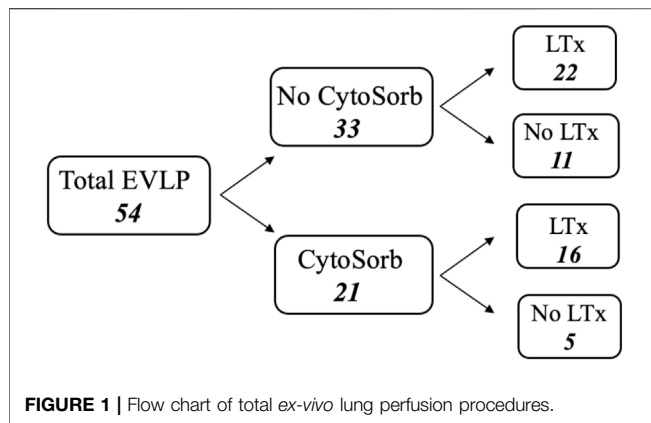 Total EVLP
54
No CytoSorb
33
CytoSorb
21
LTx
22
No LTx
11
LTx
16
No LTx
5
FIGURE 1 | Flow chart of total ex-vivo lung perfusion procedures.